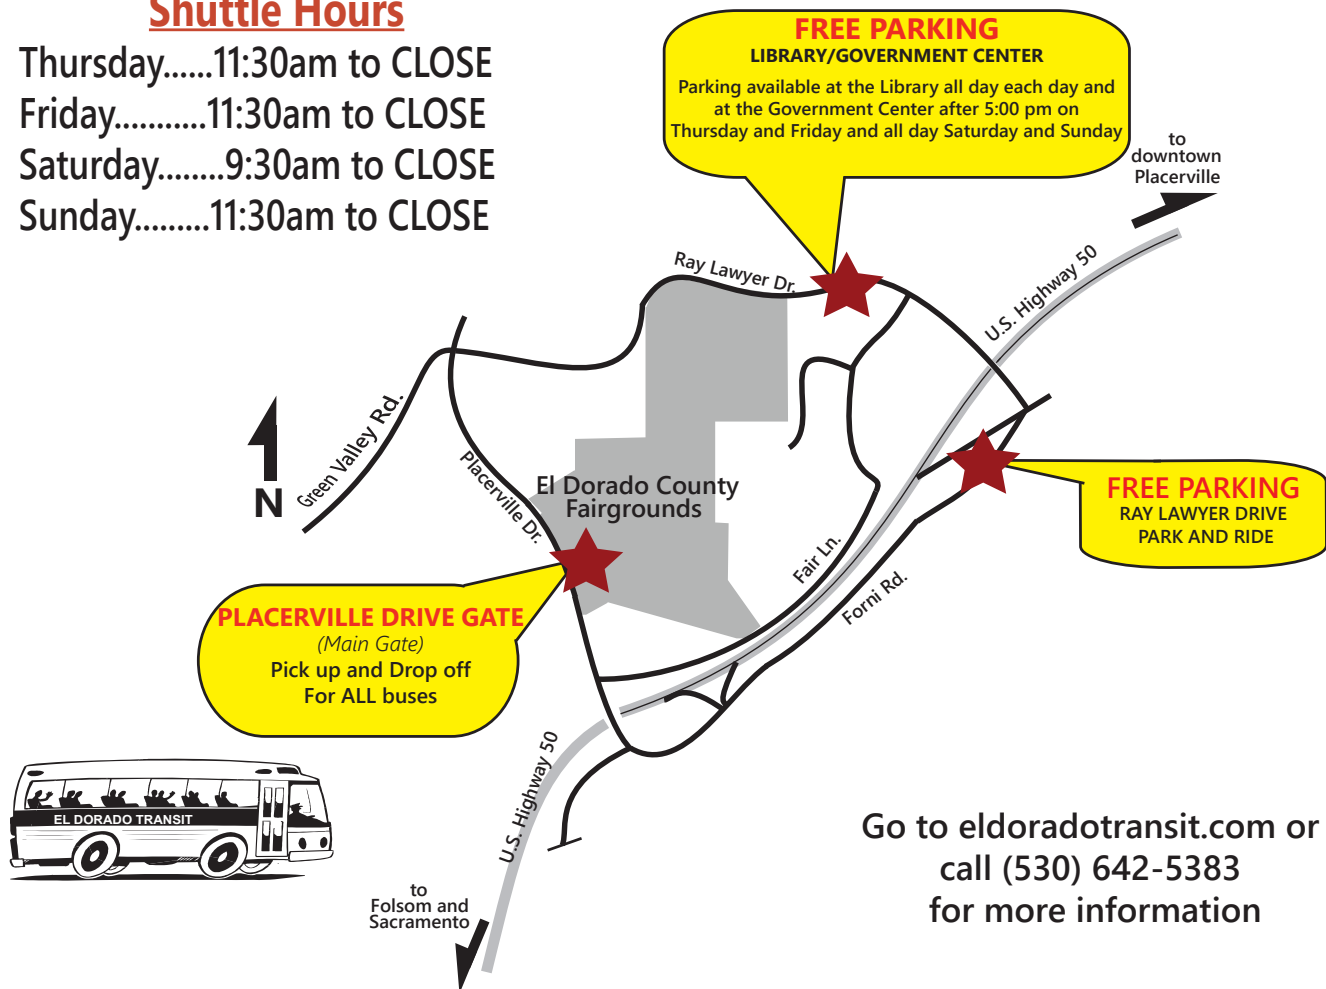 Shuttle Hours
Thursday......11:30am to CLOSE
Friday...........11:30am to CLOSE
Saturday........9:30am to CLOSE
Sunday.........11:30am to CLOSE
FREE PARKING
LIBRARY/GOVERNMENT CENTER
Parking available at the Library all day each day and
at the Government Center after 5:00 pm on
Thursday and Friday and all day Saturday and Sunday
to
downtown
Placerville
Ray Lawyer Dr.
U.S. Highway 50
Green Valley Rd.
N
Placerville Dr.
El Dorado County
Fairgrounds
FREE PARKING
RAY LAWYER DRIVE
PARK AND RIDE
Fair Ln.
Forni Rd.
PLACERVILLE DRIVE GATE
(Main Gate)
Pick up and Drop off
For ALL buses
U.S. Highway 50
EL DORADO TRANSIT
to
Folsom and
Sacramento
Go to eldoradotransit.com or
call (530) 642-5383
for more information